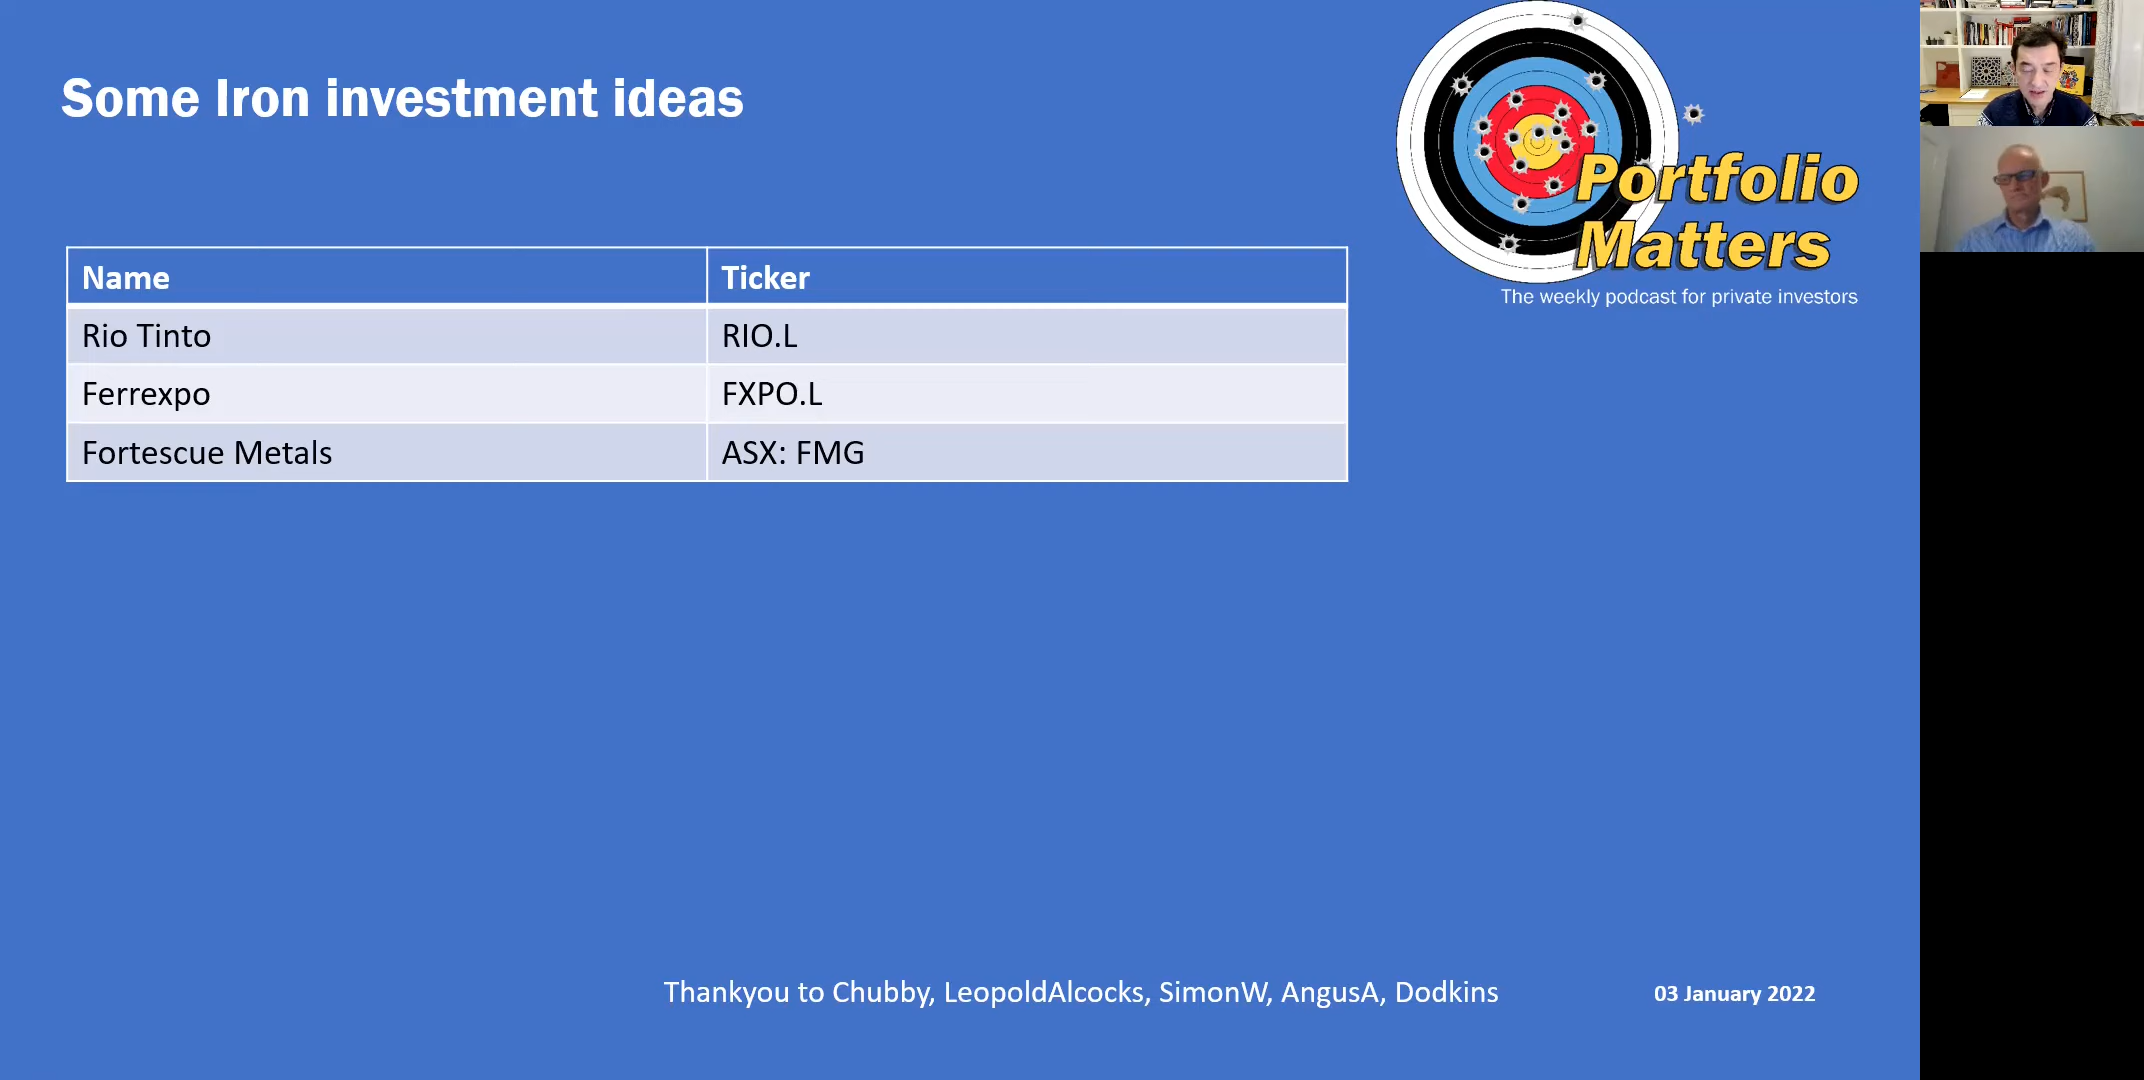 Some Iron investment ideas
Portfolio
Matters
The weekly podcast for private investors
Name Ticker
Rio Tinto RIO.L
Ferrexpo FXPO.L
Fortescue Metals ASX: FMG
Thankyou to Chubby, LeopoldAlcocks, SimonW, AngusA, Dodkins
03 January 2022